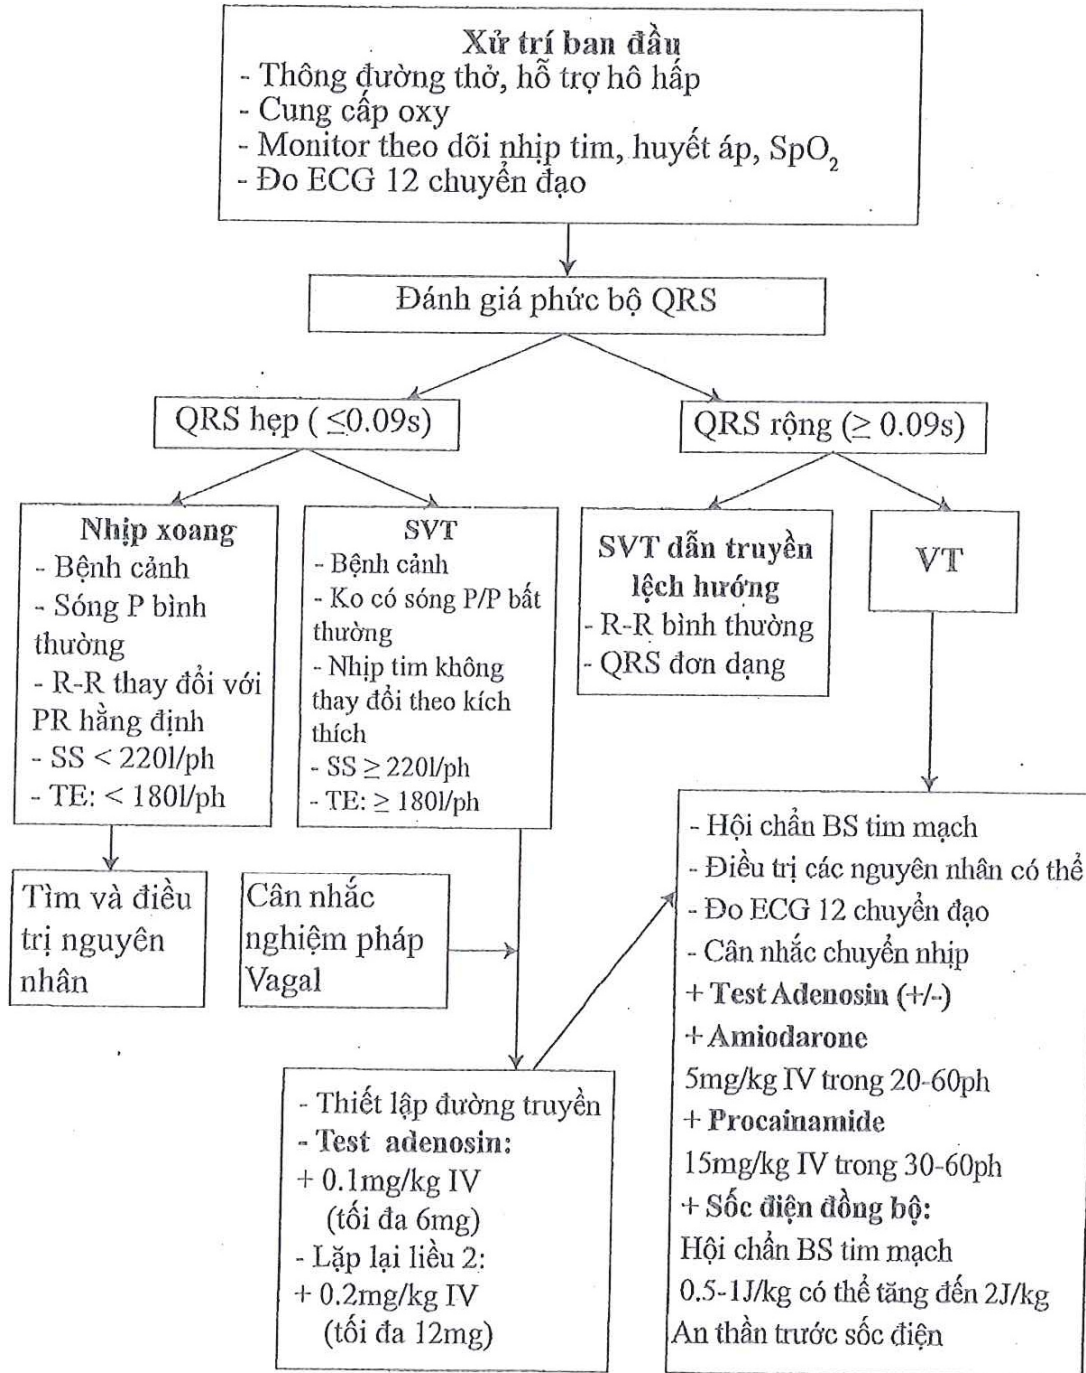 Xử trí ban đầu
- Thông đường thở, hỗ trợ hô hấp
- Cung cấp oxy
- Monitor theo dõi nhịp tim, huyết áp, SpO₂
- Đo ECG 12 chuyển đạo
Đánh giá phức bộ QRS
QRS hẹp ( ≤0.09s)
QRS rộng (≥ 0.09s)
Nhịp xoang
- Bệnh cảnh
- Sóng P bình
thường
- R-R thay đổi với
PR hằng định
- SS < 220l/ph
- TE: < 180l/ph
SVT
- Bệnh cảnh
- Ko có sóng P/P bất
thường
- Nhịp tim không
thay đổi theo kích
thích
- SS ≥ 220l/ph
- TE: ≥ 180l/ph
SVT dẫn truyền
lệch hướng
- R-R bình thường
- QRS đơn dạng
VT
Tìm và điều
trị nguyên
nhân
Cân nhắc
nghiệm pháp
Vagal
- Thiết lập đường truyền
- Test adenosin:
+ 0.1mg/kg IV
(tối đa 6mg)
- Lặp lại liều 2:
+ 0.2mg/kg IV
(tối đa 12mg)
- Hội chẩn BS tim mạch
- Điều trị các nguyên nhân có thể
- Đo ECG 12 chuyển đạo
- Cân nhắc chuyển nhịp
+ Test Adenosin (+/-)
+ Amiodarone
5mg/kg IV trong 20-60ph
+ Procainamide
15mg/kg IV trong 30-60ph
+ Sốc điện đồng bộ:
Hội chẩn BS tim mạch
0.5-1J/kg có thể tăng đến 2J/kg
An thần trước sốc điện